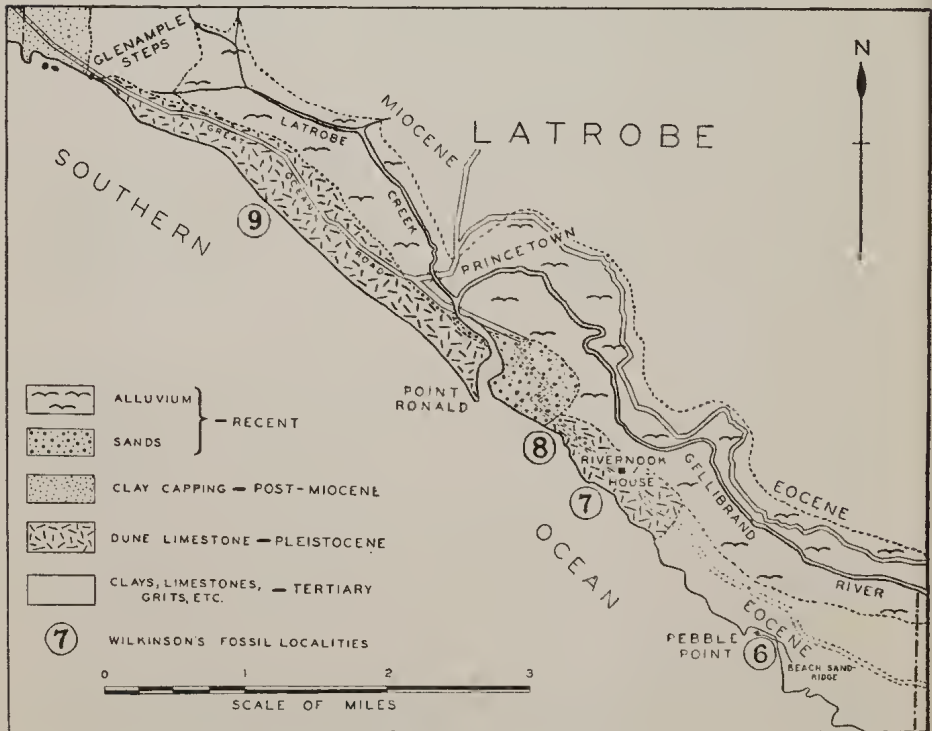 GLENAMPLE
STEPS
N
MIOCENE
LATROBE
LATROBE
CREEK
SOUTHERN
GREAT
OCEAN
ROAD
9
PRINCETOWN
POINT
RONALD
8
RIVERNOOK
HOUSE
7
GELLIBRAND
RIVER
EOCENE
OCEAN
EOCENE
PEBBLE
POINT
6
BEACH SAND
RIDGE
ALLUVIUM
SANDS
— RECENT
CLAY CAPPING — POST-MIOCENE
DUNE LIMESTONE — PLEISTOCENE
CLAYS, LIMESTONES, — TERTIARY
GRITS, ETC.
7 WILKINSON'S FOSSIL LOCALITIES
0 1 2 3
SCALE OF MILES